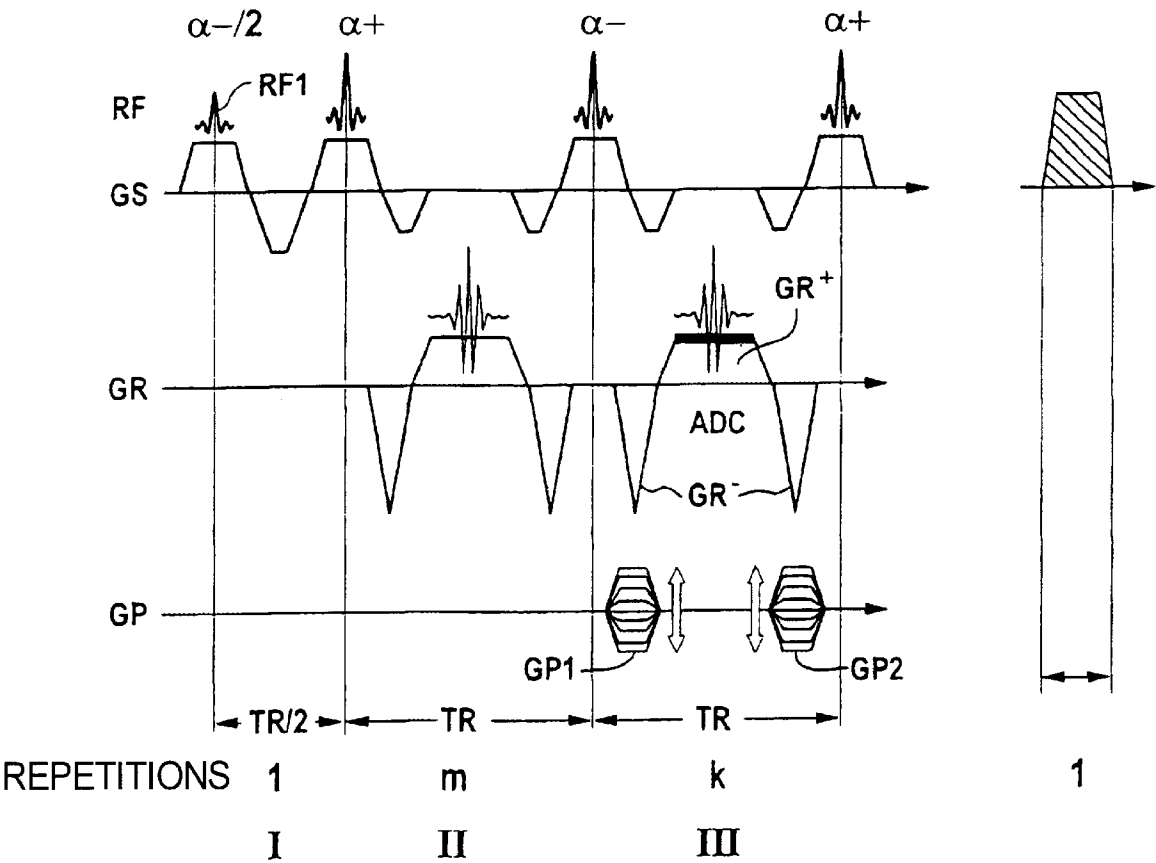 α−/2 α+ α− α+
RF1
RF
GS
GR⁺
GR
ADC
GR⁻
GP
GP1 GP2
TR/2 TR TR
REPETITIONS 1 m k 1
I II III